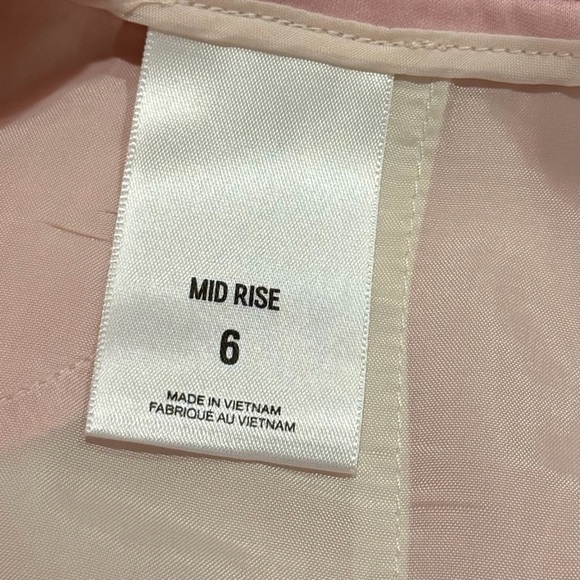 MID RISE
6
MADE IN VIETNAM
FABRIQUÉ AU VIETNAM